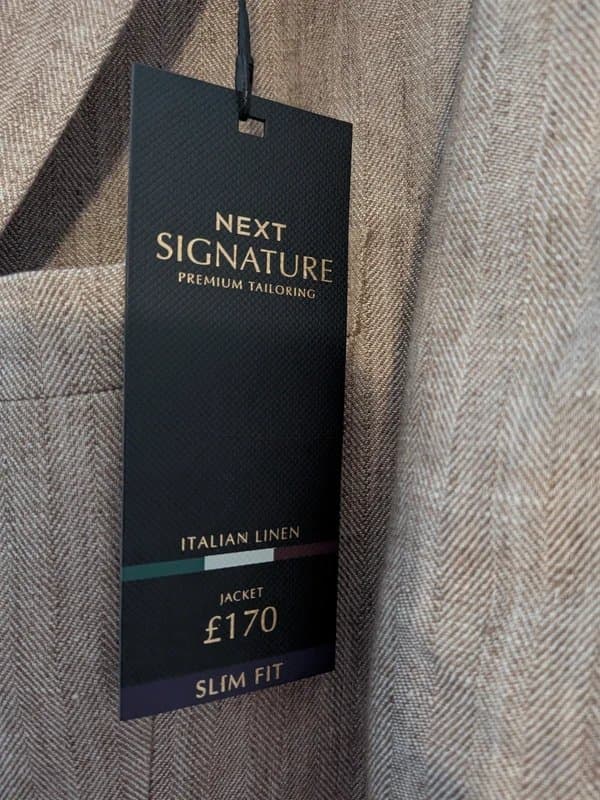 NEXT
SIGNATURE
PREMIUM TAILORING
ITALIAN LINEN
JACKET
£170
SLIM FIT